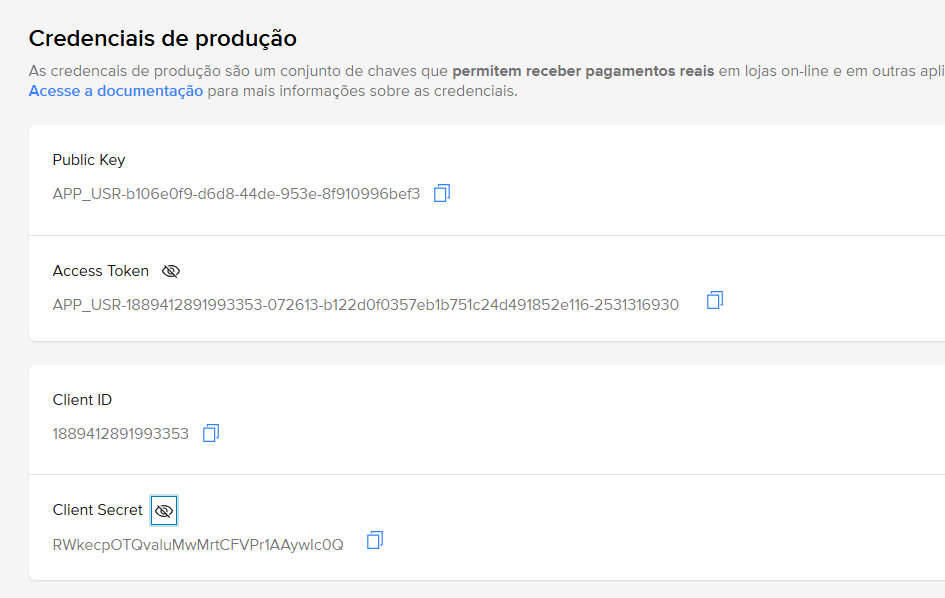 Credenciais de produção
As credencais de produção são um conjunto de chaves que permitem receber pagamentos reais em lojas on-line e em outras apli
Acesse a documentação para mais informações sobre as credenciais.
Public Key
APP_USR-b106e0f9-d6d8-44de-953e-8f910996bef3
Access Token
APP_USR-1889412891993353-072613-b122d0f0357eb1b751c24d491852e116-2531316930
Client ID
1889412891993353
Client Secret
RWkecpOTQvaluMwMrtCFVPr1AAywlc0Q